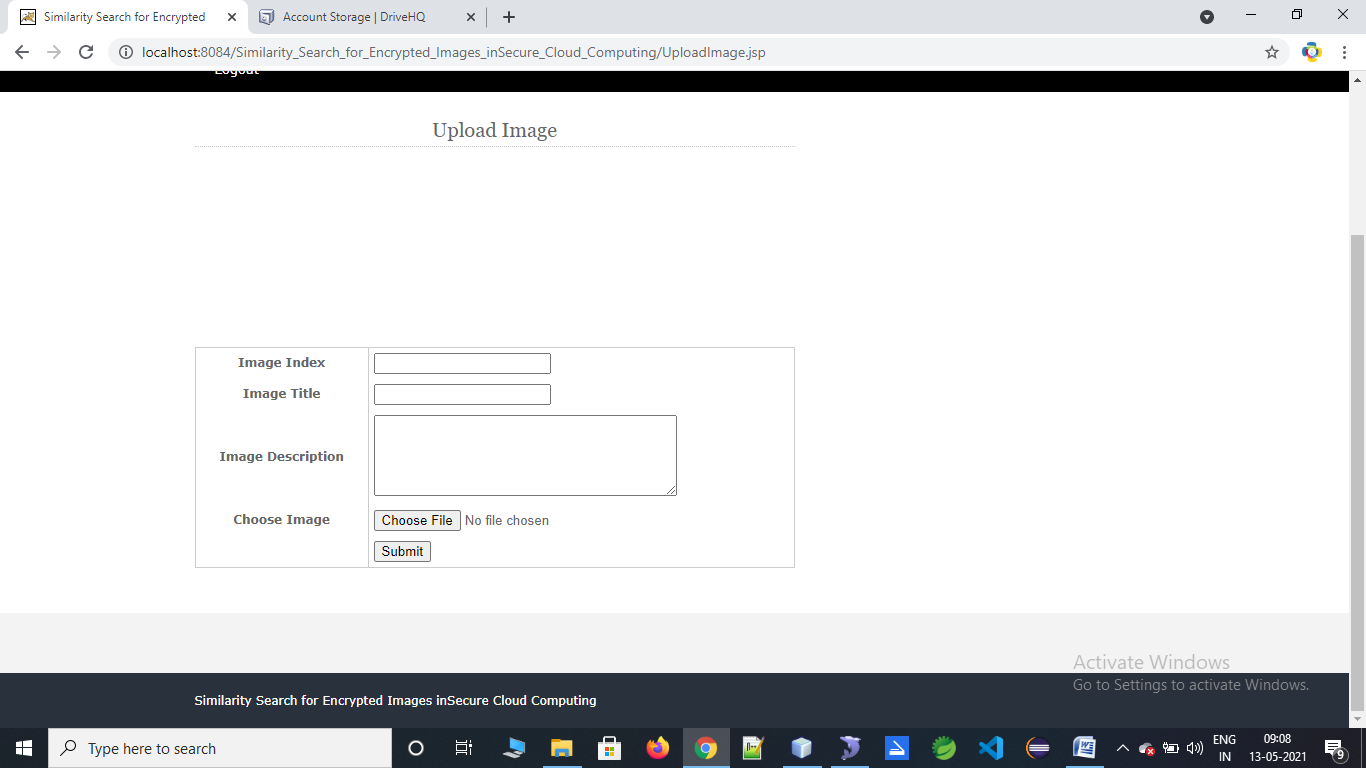 Similarity Search for Encrypted
Account Storage | DriveHQ
localhost:8084/Similarity_Search_for_Encrypted_Images_inSecure_Cloud_Computing/UploadImage.jsp
Logout
Upload Image
Image Index
Image Title
Image Description
Choose Image
Choose File No file chosen
Submit
Activate Windows
Go to Settings to activate Windows.
Similarity Search for Encrypted Images inSecure Cloud Computing
Type here to search
ENG
IN
09:08
13-05-2021
9